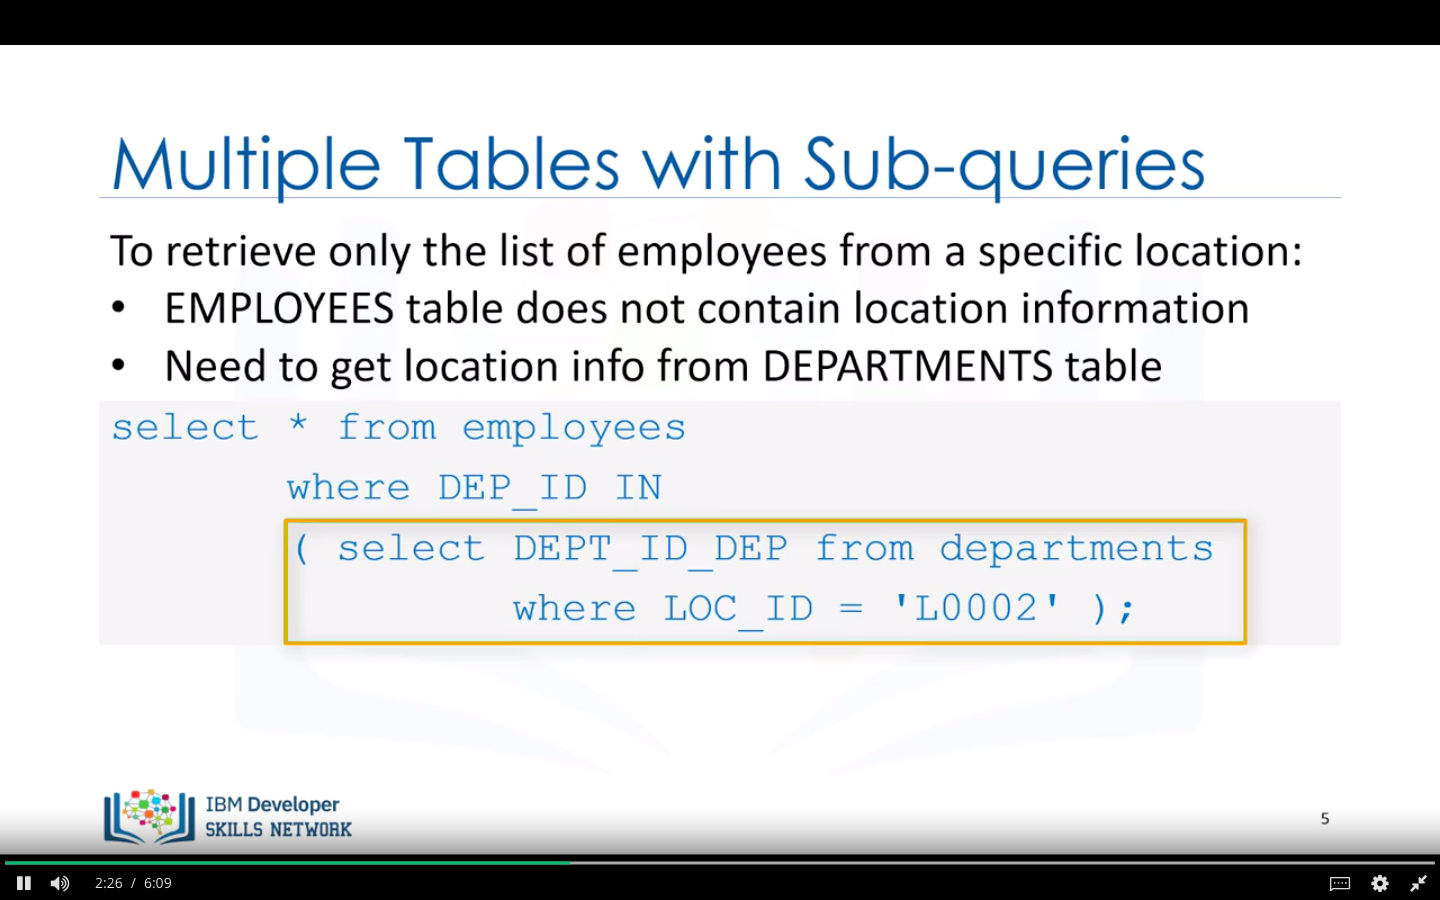 Multiple Tables with Sub-queries
To retrieve only the list of employees from a specific location:
• EMPLOYEES table does not contain location information
• Need to get location info from DEPARTMENTS table
select * from employees
where DEP_ID IN
( select DEPT_ID_DEP from departments
where LOC_ID = 'L0002' );
IBM Developer
SKILLS NETWORK
5
2:26 / 6:09